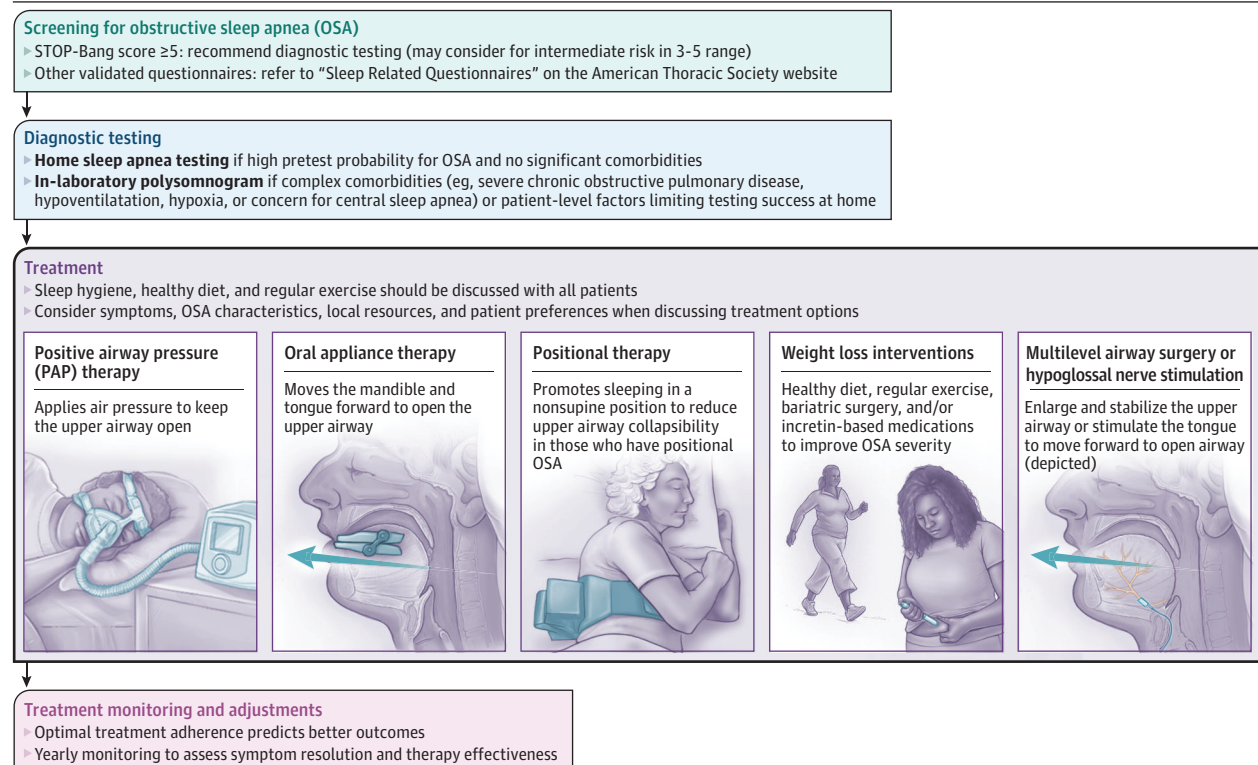 Screening for obstructive sleep apnea (OSA)
▸ STOP-Bang score ≥5: recommend diagnostic testing (may consider for intermediate risk in 3-5 range)
▸ Other validated questionnaires: refer to “Sleep Related Questionnaires” on the American Thoracic Society website
Diagnostic testing
▸ Home sleep apnea testing if high pretest probability for OSA and no significant comorbidities
▸ In-laboratory polysomnogram if complex comorbidities (eg, severe chronic obstructive pulmonary disease,
hypoventilatation, hypoxia, or concern for central sleep apnea) or patient-level factors limiting testing success at home
Treatment
▸ Sleep hygiene, healthy diet, and regular exercise should be discussed with all patients
▸ Consider symptoms, OSA characteristics, local resources, and patient preferences when discussing treatment options
Positive airway pressure
(PAP) therapy
Applies air pressure to keep
the upper airway open
Oral appliance therapy
Moves the mandible and
tongue forward to open the
upper airway
Positional therapy
Promotes sleeping in a
nonsupine position to reduce
upper airway collapsibility
in those who have positional
OSA
Weight loss interventions
Healthy diet, regular exercise,
bariatric surgery, and/or
incretin-based medications
to improve OSA severity
Multilevel airway surgery or
hypoglossal nerve stimulation
Enlarge and stabilize the upper
airway or stimulate the tongue
to move forward to open airway
(depicted)
Treatment monitoring and adjustments
▸ Optimal treatment adherence predicts better outcomes
▸ Yearly monitoring to assess symptom resolution and therapy effectiveness